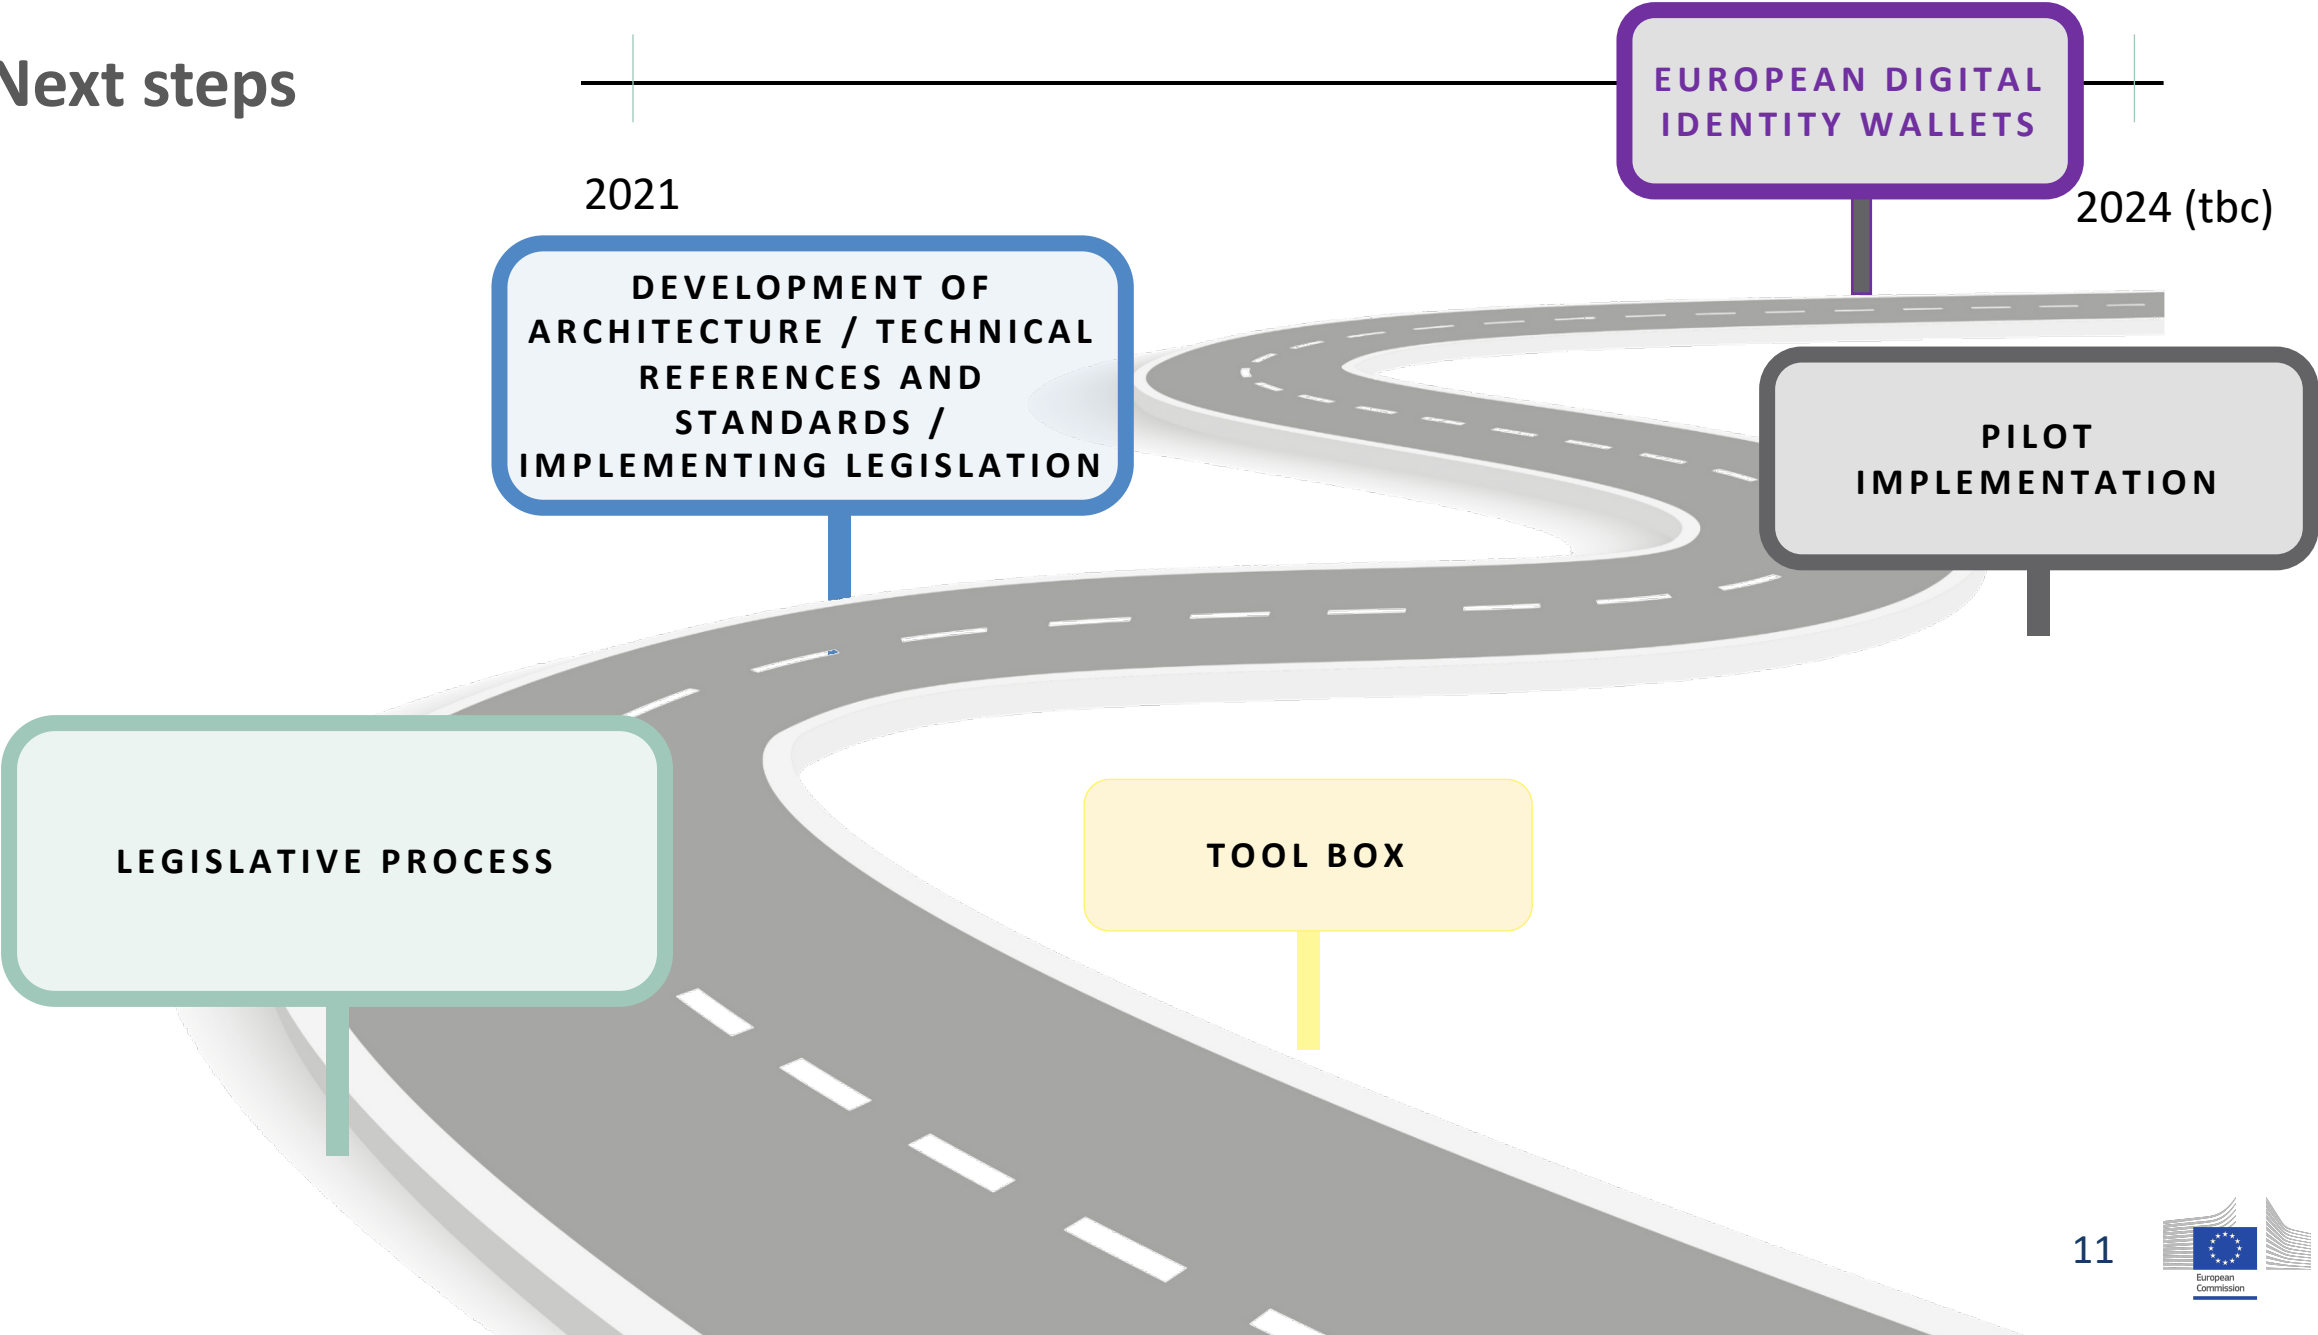 Next steps
EUROPEAN DIGITAL
IDENTITY WALLETS
2021
2024 (tbc)
DEVELOPMENT OF
ARCHITECTURE / TECHNICAL
REFERENCES AND
STANDARDS /
IMPLEMENTING LEGISLATION
PILOT
IMPLEMENTATION
LEGISLATIVE PROCESS
TOOL BOX
11
European
Commission